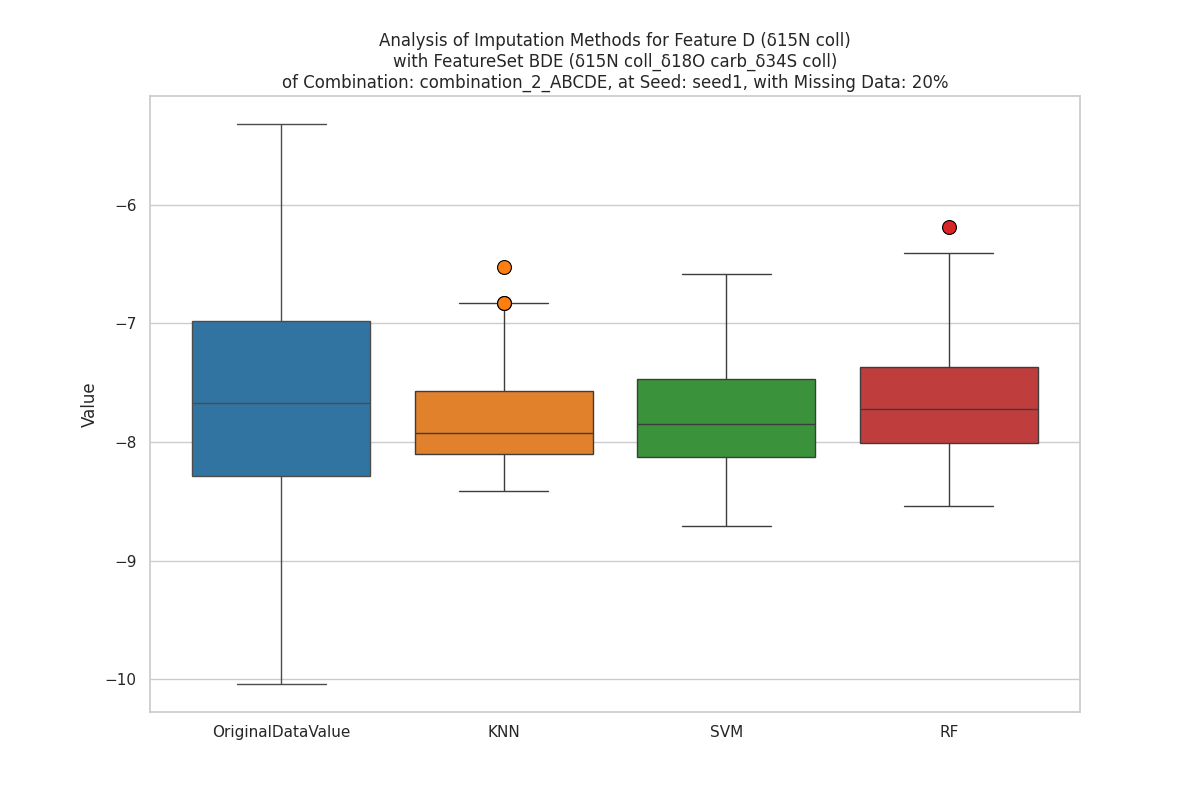 Analysis of Imputation Methods for Feature D (δ15N coll)
with FeatureSet BDE (δ15N coll_δ18O carb_δ34S coll)
of Combination: combination_2_ABCDE, at Seed: seed1, with Missing Data: 20%
Value
−6
−7
−8
−9
−10
OriginalDataValue KNN SVM RF